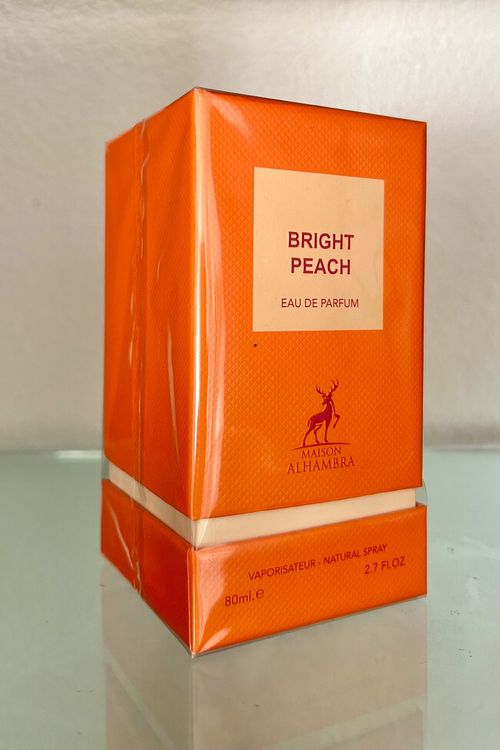 BRIGHT
PEACH
EAU DE PARFUM
MAISON
ALHAMBRA
VAPORISATEUR - NATURAL SPRAY
80ml.℮ 2.7 FL.OZ